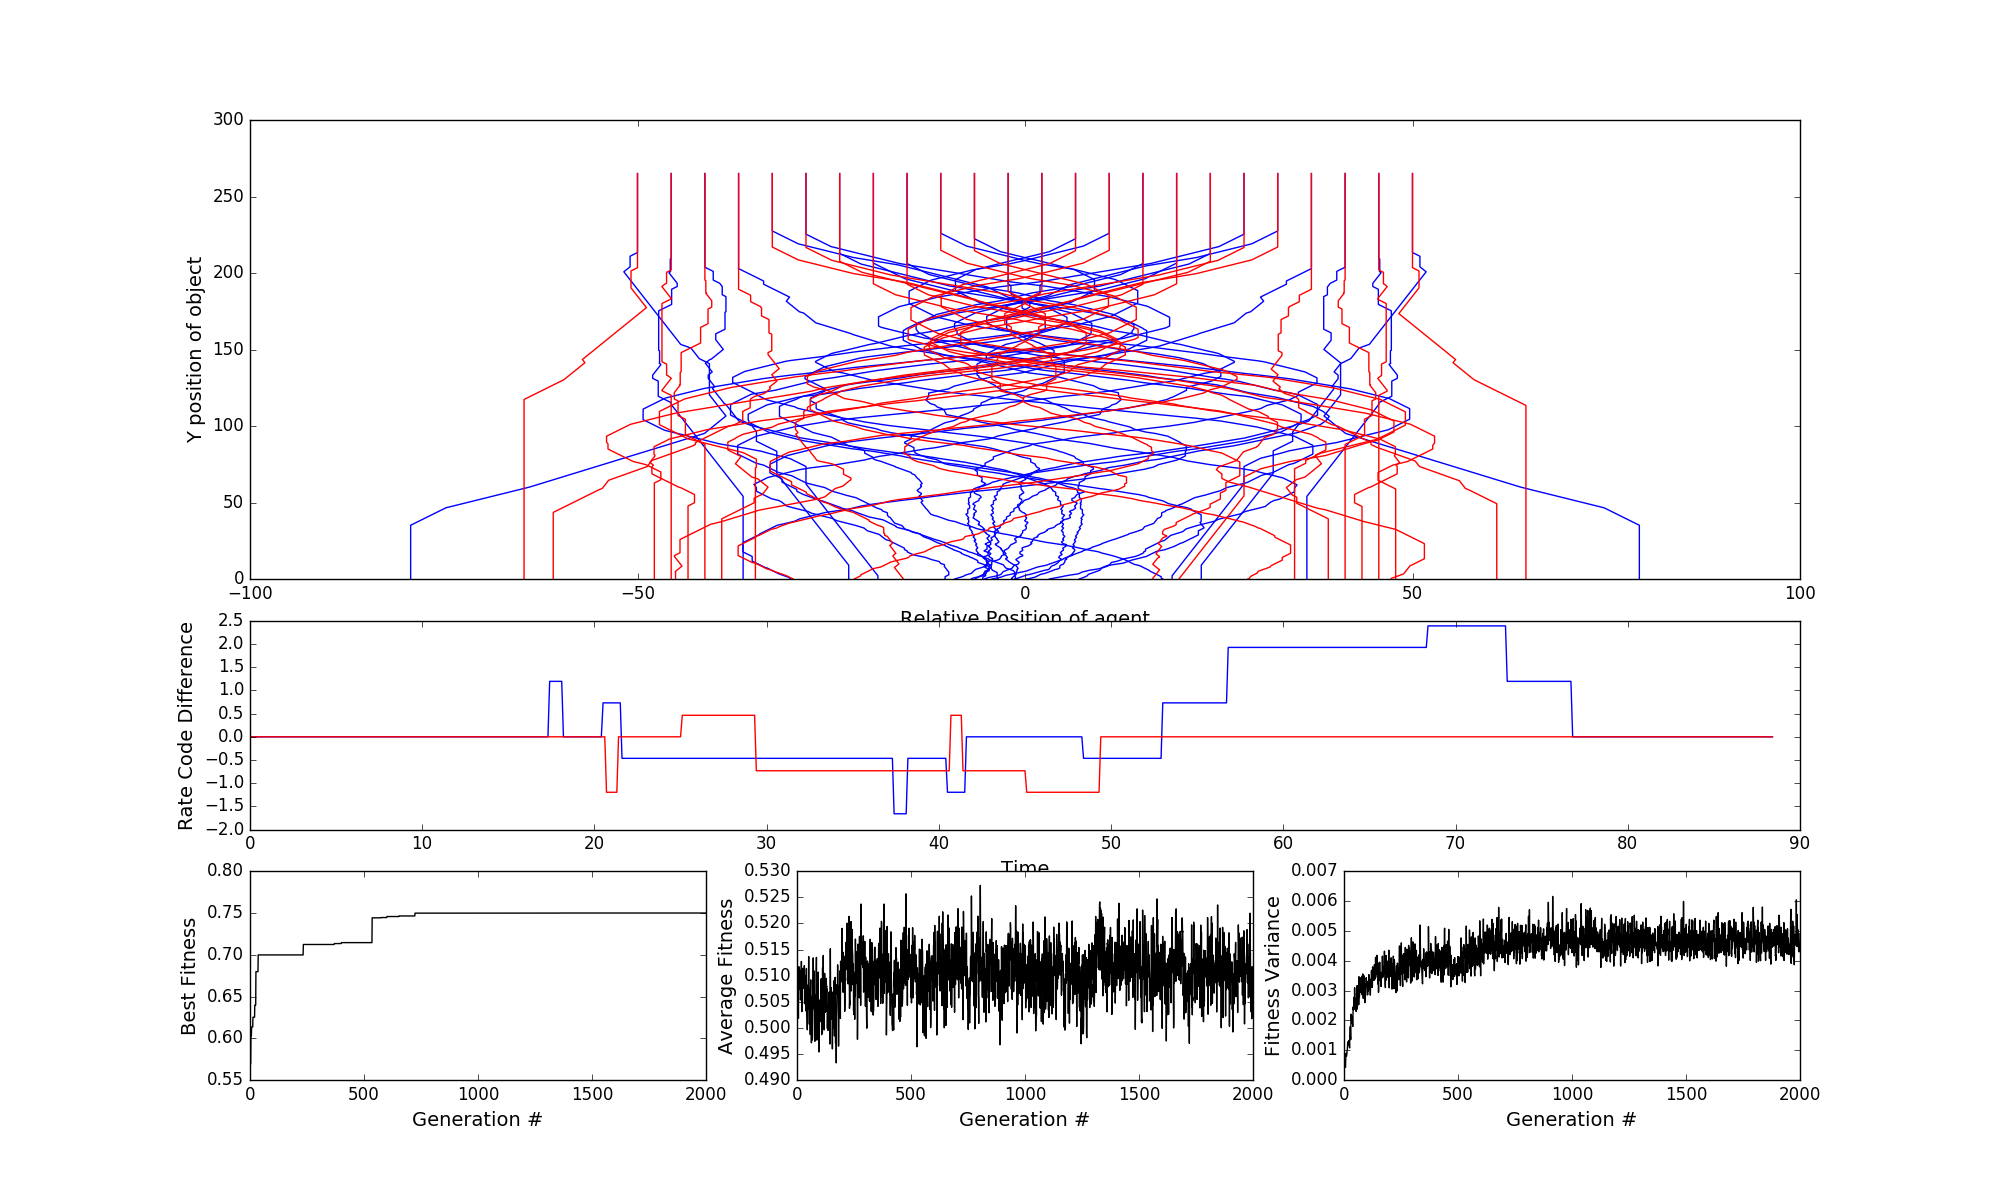 300
250
200
150
100
50
0
Y position of object
−100 −50 0 50 100
Relative Position of agent
2.5
2.0
1.5
1.0
0.5
0.0
−0.5
−1.0
−1.5
−2.0
Rate Code Difference
0 10 20 30 40 50 60 70 80 90
Time
0.80
0.75
0.70
0.65
0.60
0.55
Best Fitness
0 500 1000 1500 2000
Generation #
0.530
0.525
0.520
0.515
0.510
0.505
0.500
0.495
0.490
Average Fitness
0 500 1000 1500 2000
Generation #
0.007
0.006
0.005
0.004
0.003
0.002
0.001
0.000
Fitness Variance
0 500 1000 1500 2000
Generation #